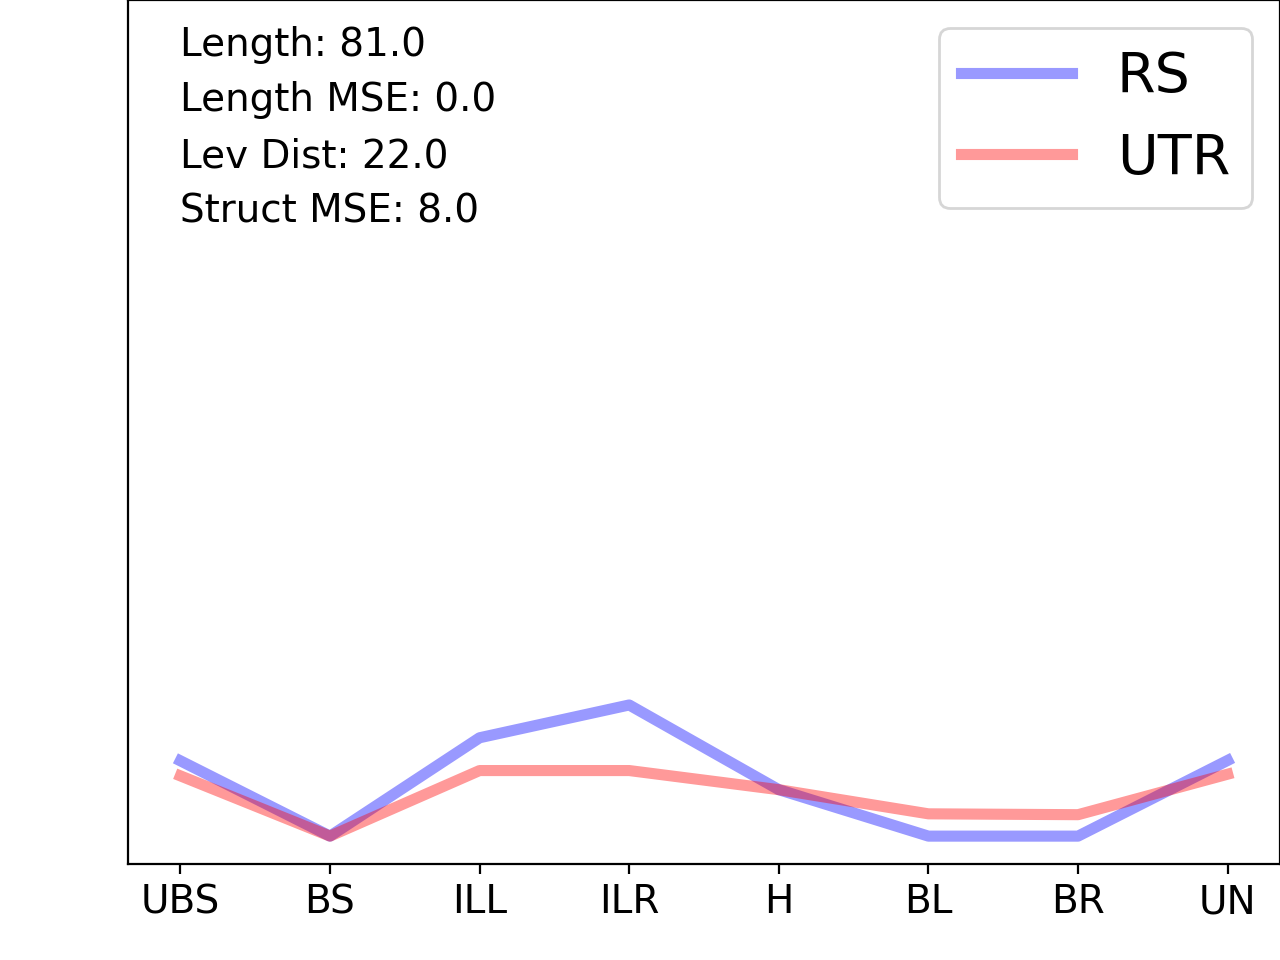 Length: 81.0
Length MSE: 0.0
Lev Dist: 22.0
Struct MSE: 8.0
RS
UTR
UBS BS ILL ILR H BL BR UN